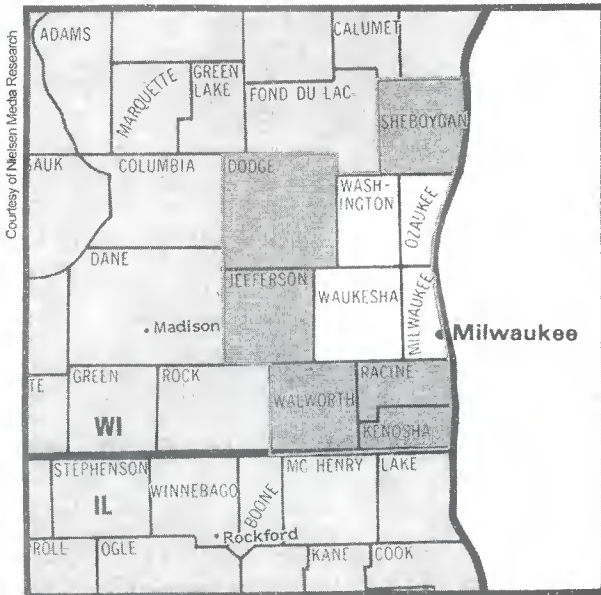 Courtesy of Nielsen Media Research
ADAMS
CALUMET
MARQUETTE
GREEN
LAKE
FOND DU LAC
SHEBOYGAN
SAUK
COLUMBIA
DODGE
WASH-
INGTON
OZAUKEE
DANE
JEFFERSON
WAUKESHA
MILWAUKEE
Madison
Milwaukee
TE
GREEN
ROCK
WALWORTH
RACINE
KENOSHA
WI
STEPHENSON
IL
WINNEBAGO
BOONE
MC HENRY
LAKE
Rockford
ROLL
OGLE
KANE
COOK